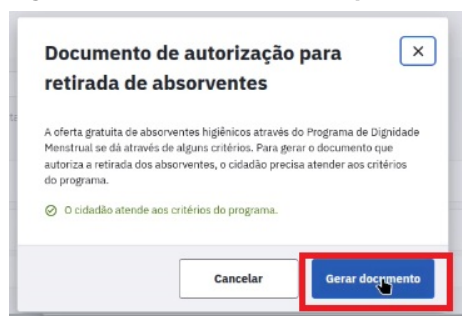 Documento de autorização para
retirada de absorventes
A oferta gratuita de absorventes higiênicos através do Programa de Dignidade
Menstrual se dá através de alguns critérios. Para gerar o documento que
autoriza a retirada dos absorventes, o cidadão precisa atender aos critérios
do programa.
O cidadão atende aos critérios do programa.
Cancelar
Gerar documento